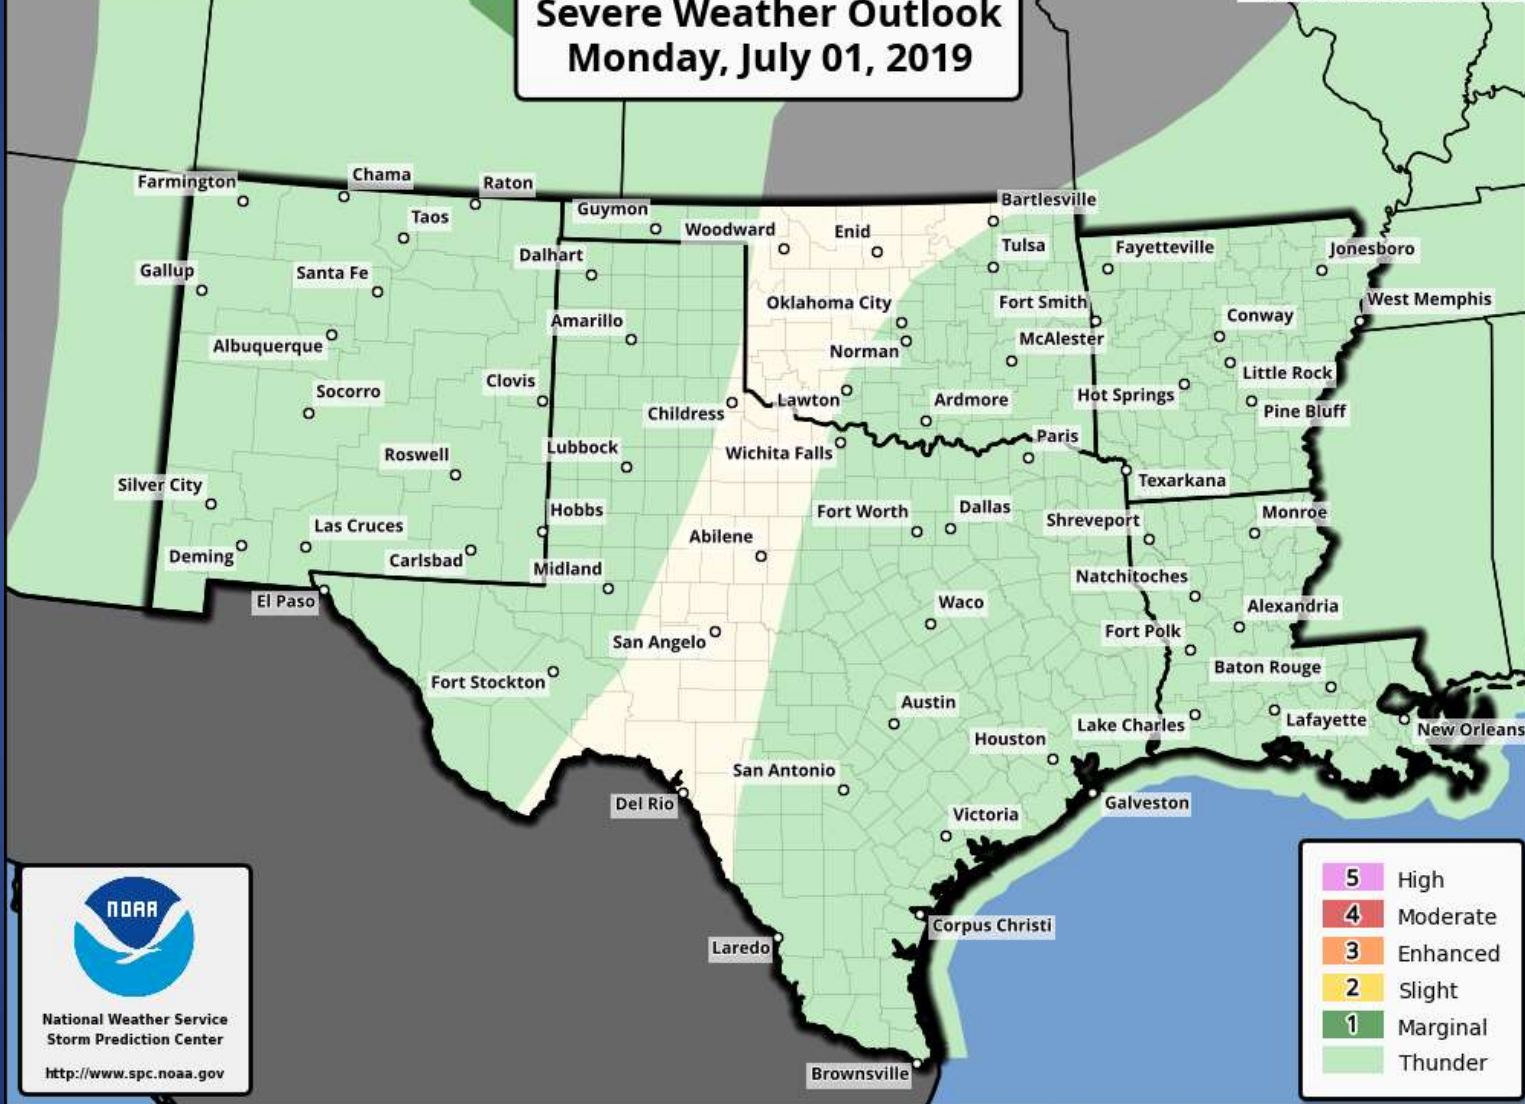 Severe Weather Outlook
Monday, July 01, 2019
Farmington
Chama
Raton
Taos
Guymon
Woodward
Enid
Bartlesville
Gallup
Santa Fe
Dalhart
Tulsa
Fayetteville
Jonesboro
Albuquerque
Amarillo
Oklahoma City
Fort Smith
Conway
West Memphis
Norman
McAlester
Socorro
Clovis
Childress
Lawton
Ardmore
Hot Springs
Little Rock
Pine Bluff
Roswell
Lubbock
Wichita Falls
Paris
Texarkana
Silver City
Las Cruces
Hobbs
Fort Worth
Dallas
Shreveport
Monroe
Deming
Carlsbad
Midland
Abilene
Natchitoches
El Paso
Waco
Alexandria
San Angelo
Fort Polk
Fort Stockton
Baton Rouge
Austin
Lake Charles
Lafayette
New Orleans
Houston
San Antonio
Del Rio
Galveston
Victoria
Corpus Christi
Laredo
Brownsville
NOAA
National Weather Service
Storm Prediction Center
http://www.spc.noaa.gov
5 High
4 Moderate
3 Enhanced
2 Slight
1 Marginal
Thunder